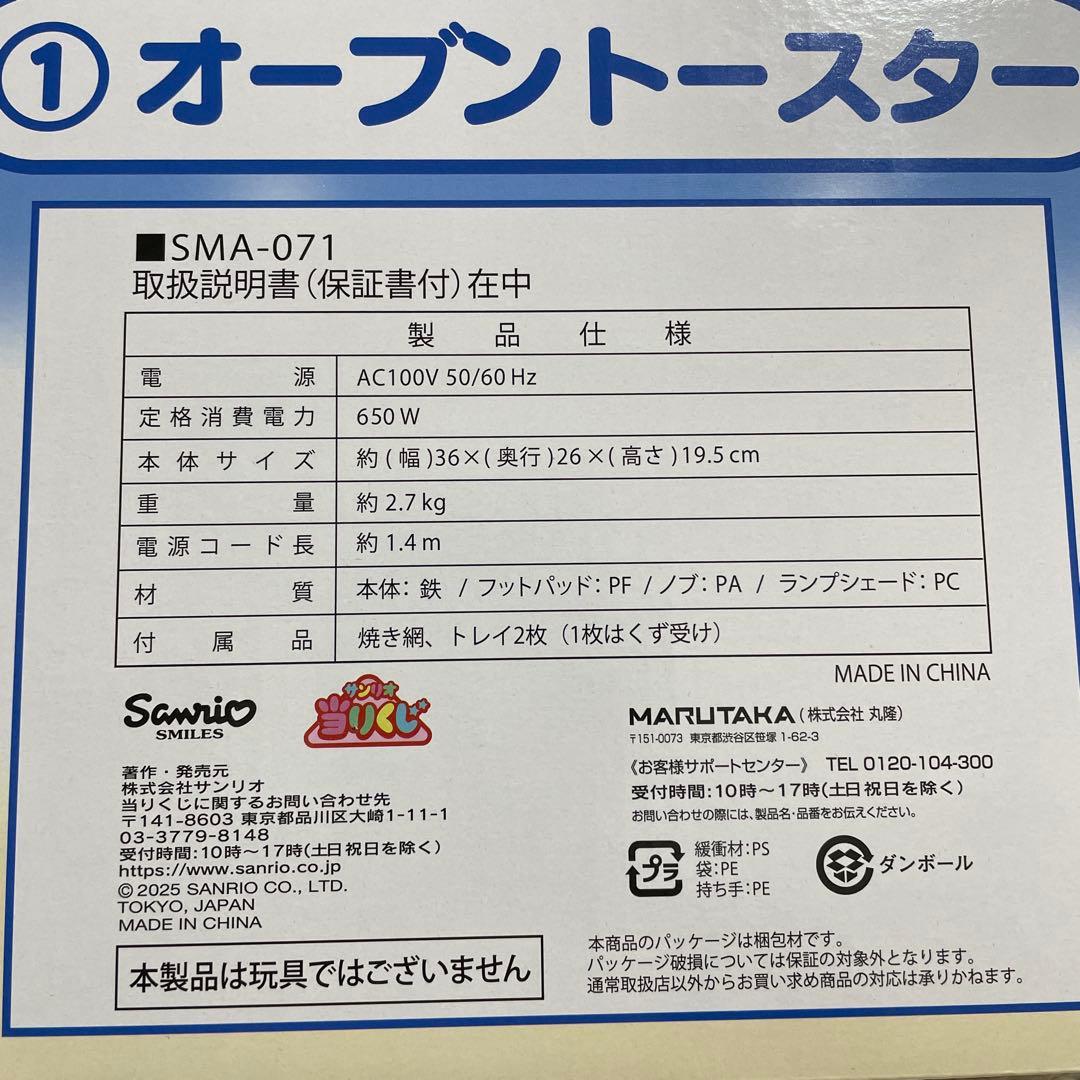 ① オーブントースター
■SMA-071
取扱説明書(保証書付)在中
製品仕様
電源 AC100V 50/60 Hz
定格消費電力 650 W
本体サイズ 約(幅)36×(奥行)26×(高さ)19.5 cm
重量 約 2.7 kg
電源コード長 約 1.4 m
材質 本体：鉄 / フットパッド：PF / ノブ：PA / ランプシェード：PC
付属品 焼き網、トレイ2枚（1枚はくず受け）
MADE IN CHINA
Sanrio
SMILES
サンリオ
当りくじ
著作・発売元
株式会社サンリオ
当りくじに関するお問い合わせ先
〒141-8603 東京都品川区大崎1-11-1
03-3779-8148
受付時間:10時〜17時(土日祝日を除く)
https://www.sanrio.co.jp
© 2025 SANRIO CO., LTD.
TOKYO, JAPAN
MADE IN CHINA
本製品は玩具ではございません
MARUTAKA (株式会社 丸隆)
〒151-0073 東京都渋谷区笹塚 1-62-3
《お客様サポートセンター》 TEL 0120-104-300
受付時間：10時〜17時(土日祝日を除く)
お問い合わせの際には、製品名・品番をお伝えください。
プラ
緩衝材：PS
袋：PE
持ち手：PE
ダンボール
本商品のパッケージは梱包材です。
パッケージ破損については保証の対象外となります。
通常取扱店以外からお買い求め商品の対応は承りかねます。